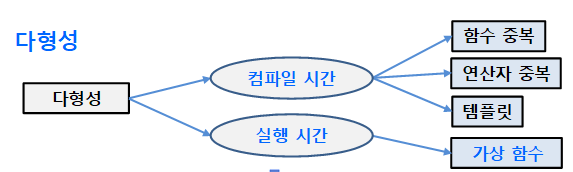 다형성
다형성
컴파일 시간
실행 시간
함수 중복
연산자 중복
템플릿
가상 함수